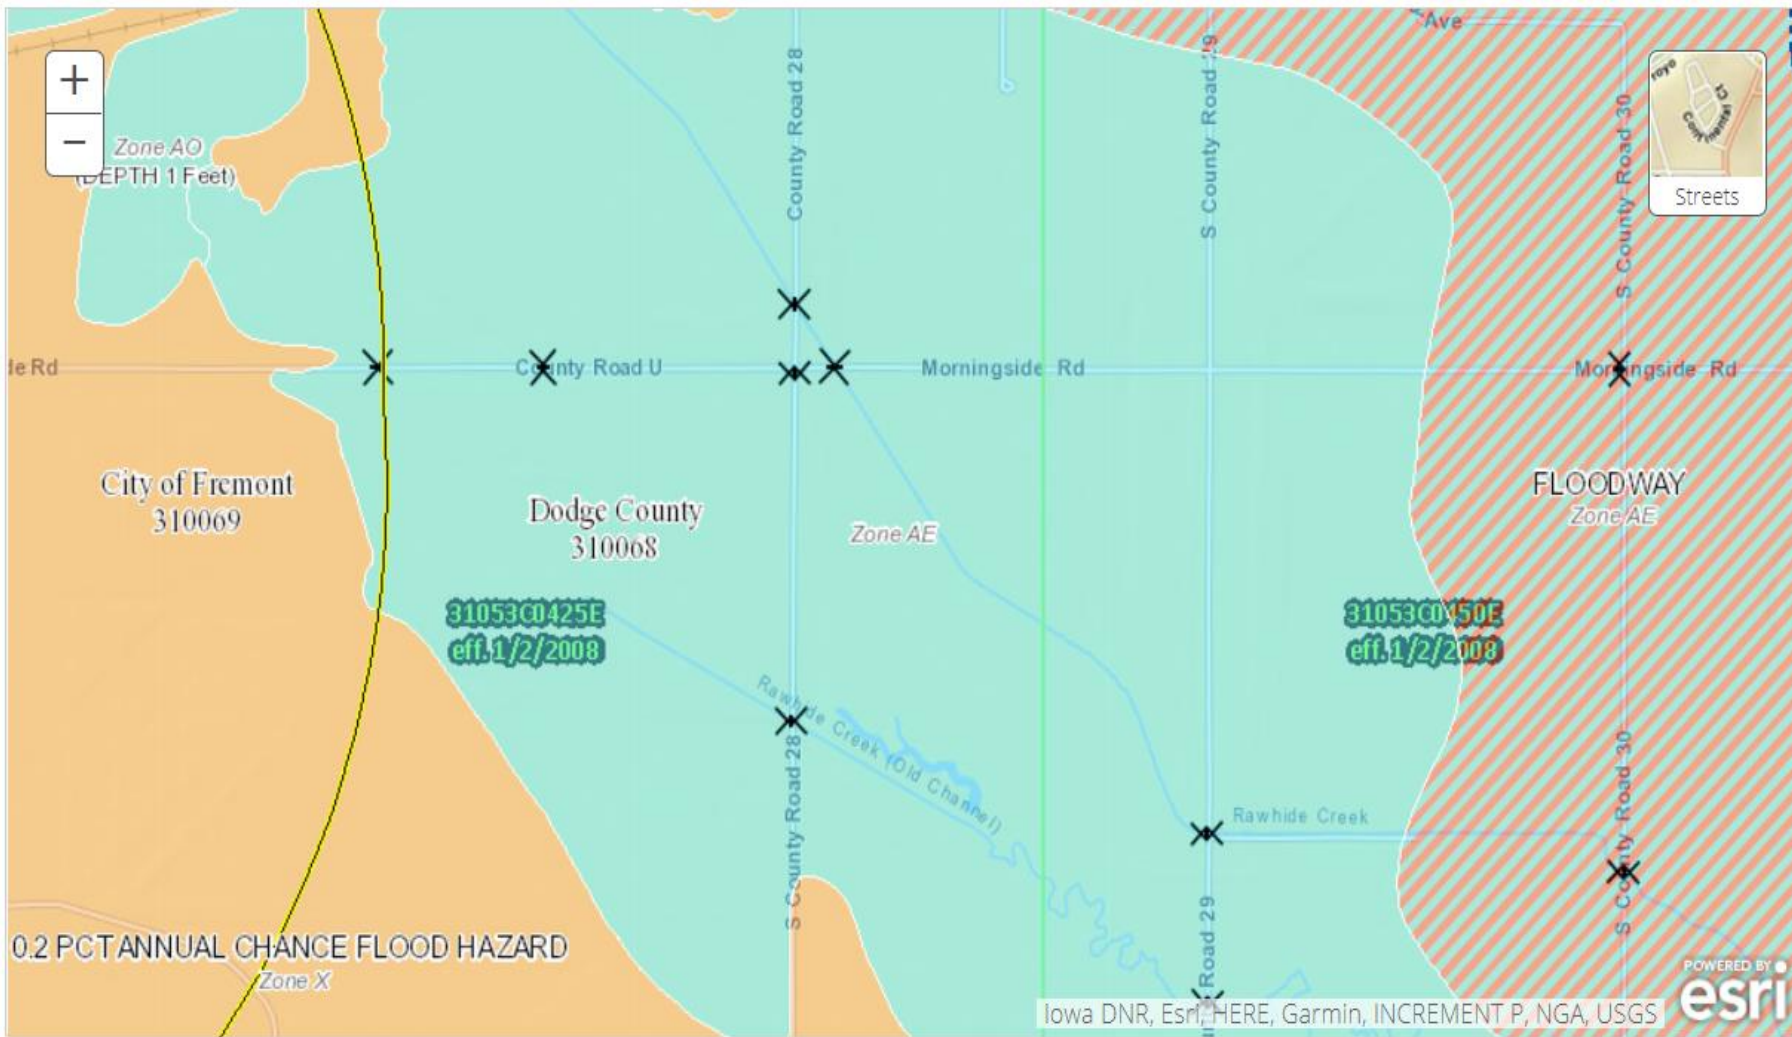 Ave
+
−
Zone AO
(DEPTH 1 Feet)
County Road 28
S County Road 29
S County Road 30
royo
Continental Ct
Streets
de Rd
County Road U
Morningside Rd
Morningside Rd
City of Fremont
310069
Dodge County
310068
Zone AE
FLOODWAY
Zone AE
31053C0425E
eff. 1/2/2008
31053C0450E
eff. 1/2/2008
Rawhide Creek (Old Channel)
S County Road 28
Rawhide Creek
S County Road 30
Road 29
0.2 PCT ANNUAL CHANCE FLOOD HAZARD
Zone X
POWERED BY
esri
Iowa DNR, Esri, HERE, Garmin, INCREMENT P, NGA, USGS